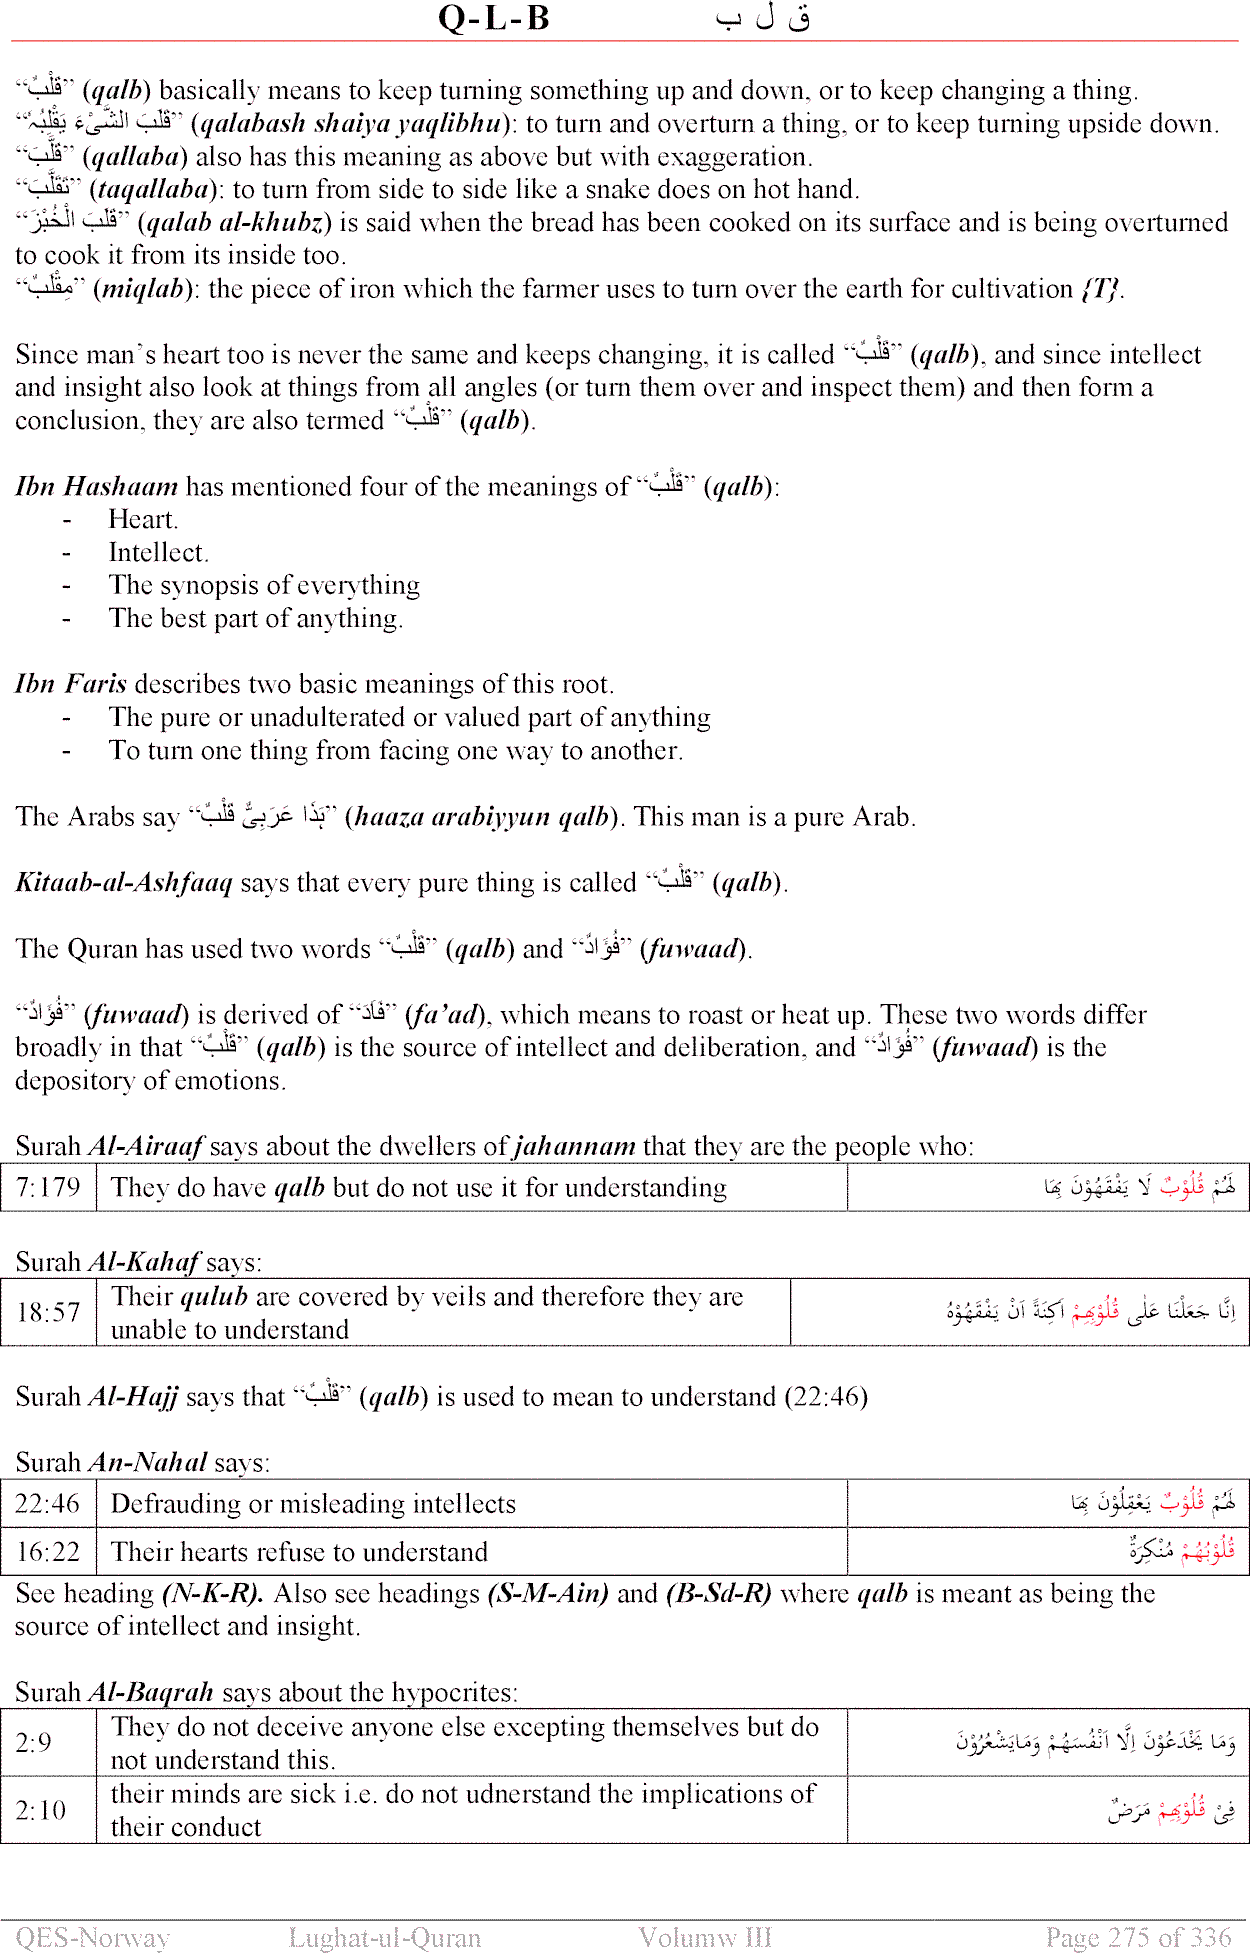 Q-L-B ق ل ب
“قَلْبٌ” (qalb) basically means to keep turning something up and down, or to keep changing a thing.
“قَلَبَ الشَّیْءَ یَقْلِبُہٗ” (qalabash shaiya yaqlibhu): to turn and overturn a thing, or to keep turning upside down.
“قَلَّبَ” (qallaba) also has this meaning as above but with exaggeration.
“تَقَلَّبَ” (taqallaba): to turn from side to side like a snake does on hot hand.
“قَلَبَ الْخُبْزَ” (qalab al-khubz) is said when the bread has been cooked on its surface and is being overturned
to cook it from its inside too.
“مِقْلَبٌ” (miqlab): the piece of iron which the farmer uses to turn over the earth for cultivation {T}.
Since man’s heart too is never the same and keeps changing, it is called “قَلْبٌ” (qalb), and since intellect
and insight also look at things from all angles (or turn them over and inspect them) and then form a
conclusion, they are also termed “قَلْبٌ” (qalb).
Ibn Hashaam has mentioned four of the meanings of “قَلْبٌ” (qalb):
- Heart.
- Intellect.
- The synopsis of everything
- The best part of anything.
Ibn Faris describes two basic meanings of this root.
- The pure or unadulterated or valued part of anything
- To turn one thing from facing one way to another.
The Arabs say “ہَذَا عَرَبِیٌّ قَلْبٌ” (haaza arabiyyun qalb). This man is a pure Arab.
Kitaab-al-Ashfaaq says that every pure thing is called “قَلْبٌ” (qalb).
The Quran has used two words “قَلْبٌ” (qalb) and “فُؤَادٌ” (fuwaad).
“فُؤَادٌ” (fuwaad) is derived of “فَاَدَ” (fa’ad), which means to roast or heat up. These two words differ
broadly in that “قَلْبٌ” (qalb) is the source of intellect and deliberation, and “فُؤَادٌ” (fuwaad) is the
depository of emotions.
Surah Al-Airaaf says about the dwellers of jahannam that they are the people who:
7:179 They do have qalb but do not use it for understanding لَهُمْ قُلُوْبٌ لَا يَفْقَهُوْنَ بِهَا
Surah Al-Kahaf says:
18:57 Their qulub are covered by veils and therefore they are
unable to understand اِنَّا جَعَلْنَا عَلٰى قُلُوْبِهِمْ اَكِنَّةً اَنْ يَفْقَهُوْهُ
Surah Al-Hajj says that “قَلْبٌ” (qalb) is used to mean to understand (22:46)
Surah An-Nahal says:
22:46 Defrauding or misleading intellects لَهُمْ قُلُوْبٌ يَعْقِلُوْنَ بِهَا
16:22 Their hearts refuse to understand قُلُوْبُهُمْ مُنْكِرَةٌ
See heading (N-K-R). Also see headings (S-M-Ain) and (B-Sd-R) where qalb is meant as being the
source of intellect and insight.
Surah Al-Baqrah says about the hypocrites:
2:9 They do not deceive anyone else excepting themselves but do
not understand this. وَمَا يَخْدَعُوْنَ اِلَّا اَنْفُسَهُمْ وَمَايَشْعُرُوْنَ
2:10 their minds are sick i.e. do not udnerstand the implications of
their conduct فِىْ قُلُوْبِهِمْ مَرَضٌ
QES-Norway Lughat-ul-Quran Volumw III Page 275 of 336